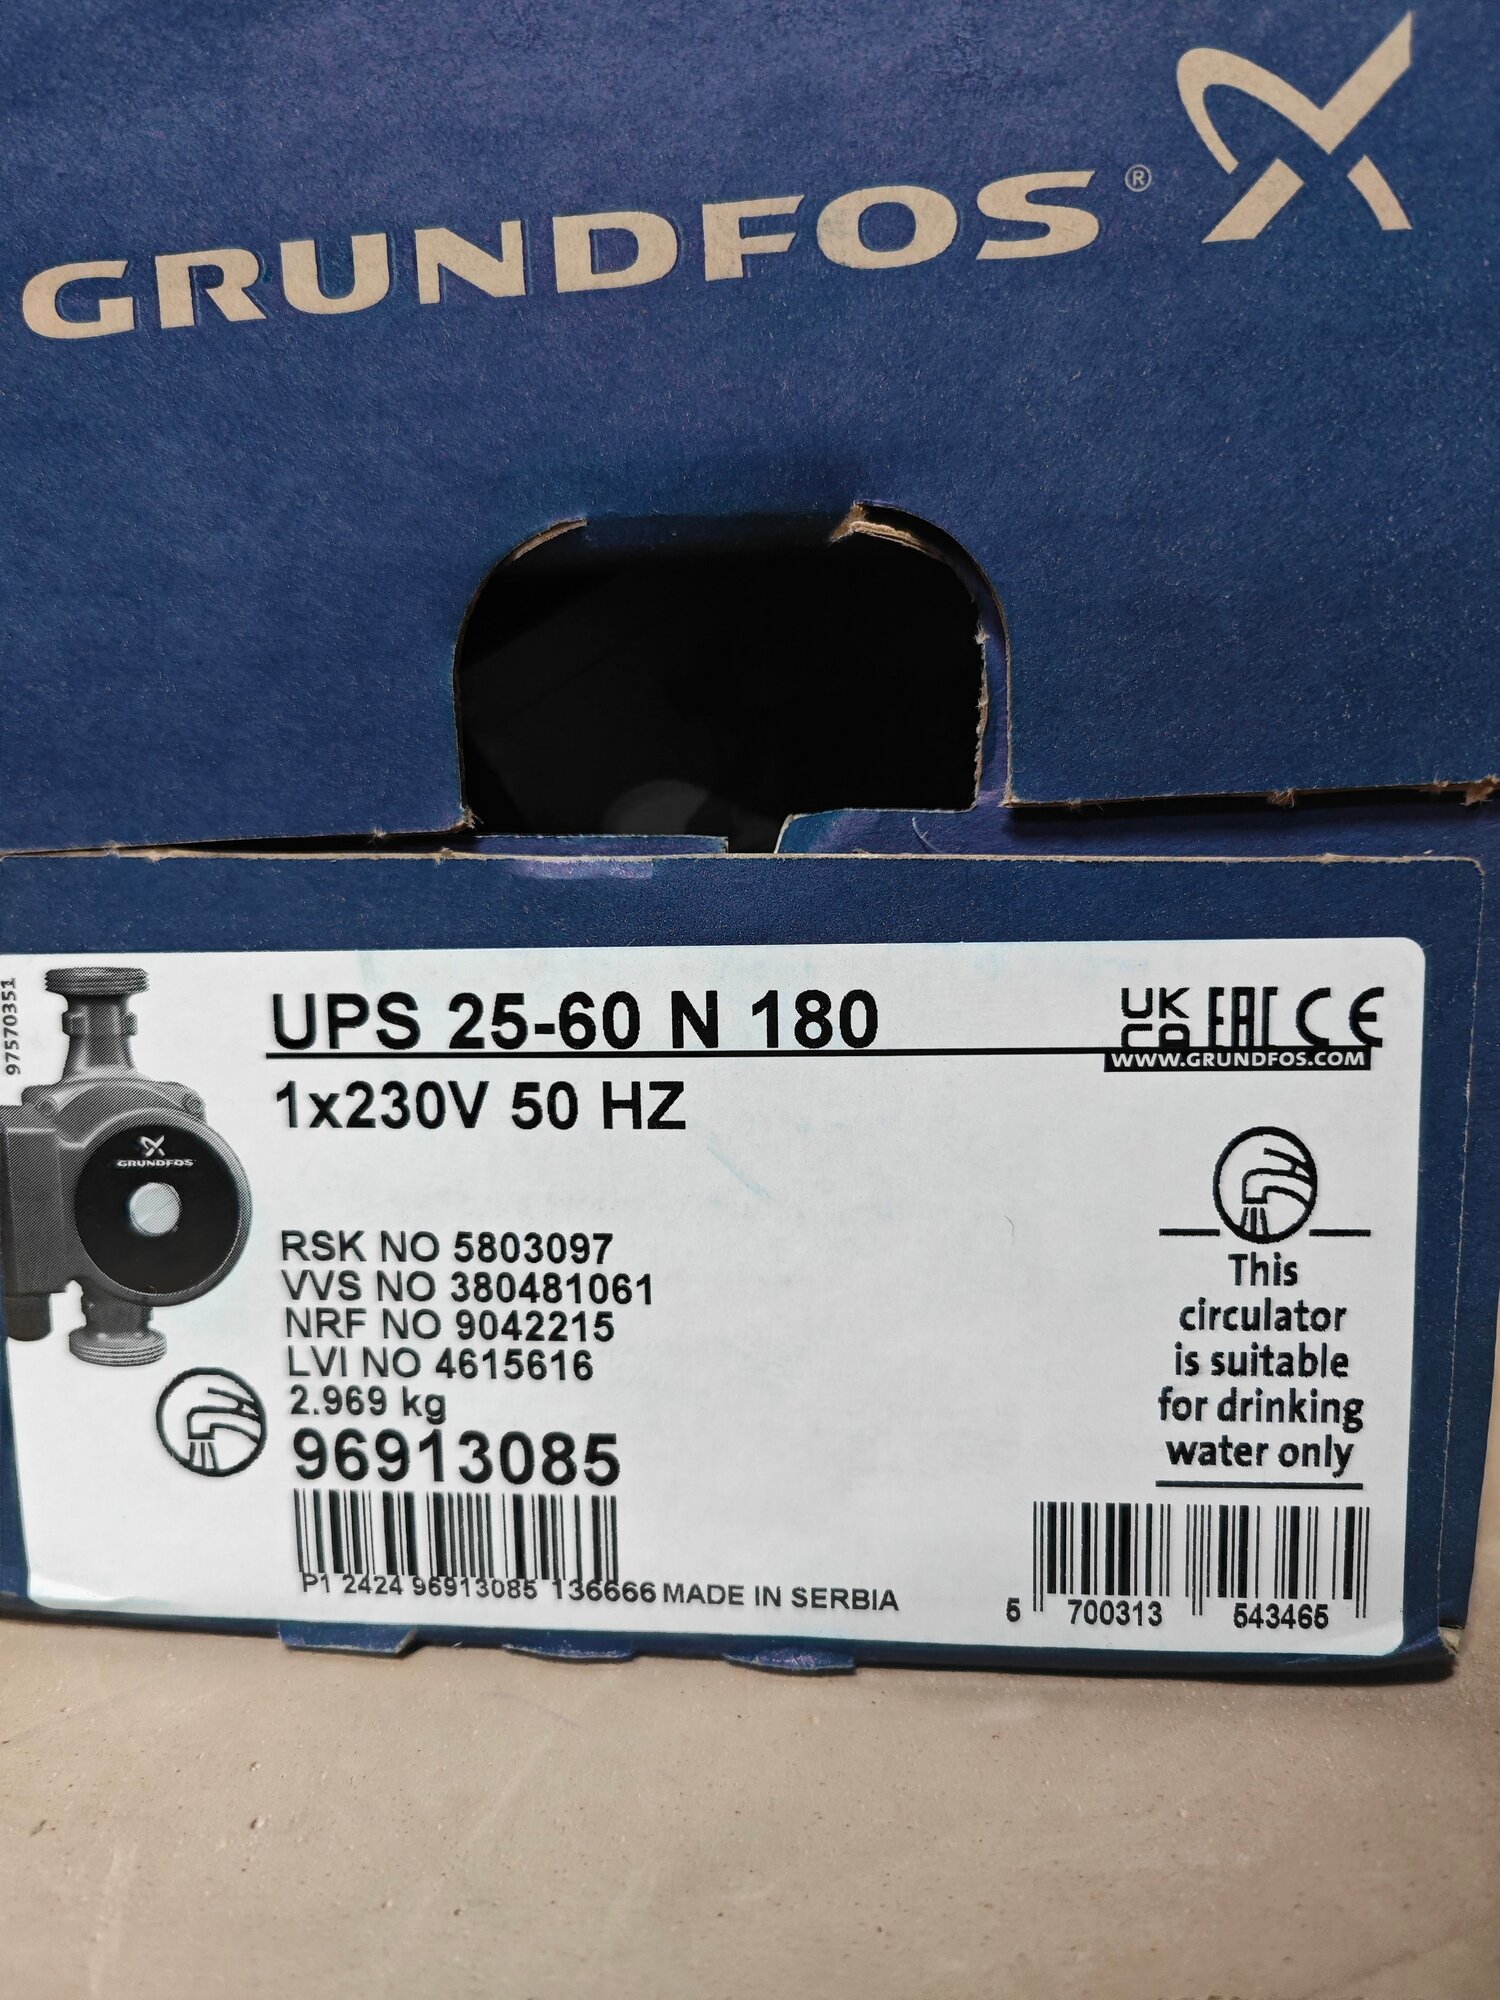 GRUNDFOS®
97570351
UPS 25-60 N 180
UK
CA EAC CE
WWW.GRUNDFOS.COM
1x230V 50 HZ
GRUNDFOS
RSK NO 5803097
VVS NO 380481061
NRF NO 9042215
LVI NO 4615616
2.969 kg
96913085
P1 2424 96913085 136666 MADE IN SERBIA
This
circulator
is suitable
for drinking
water only
5 700313 543465